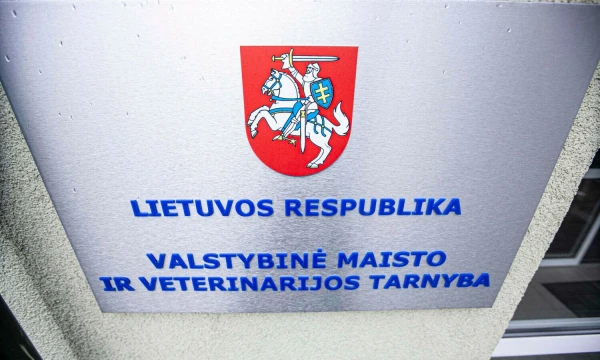 LIETUVOS RESPUBLIKA
VALSTYBINĖ MAISTO
IR VETERINARIJOS TARNYBA